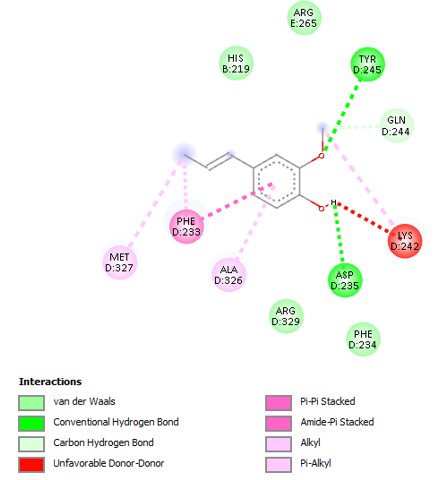 ARG
E:265
HIS
B:219
TYR
D:245
GLN
D:244
O
PHE
D:233
O
H
LYS
D:242
MET
D:327
ALA
D:326
ASP
D:235
ARG
D:329
PHE
D:234
Interactions
van der Waals
Conventional Hydrogen Bond
Carbon Hydrogen Bond
Unfavorable Donor-Donor
Pi-Pi Stacked
Amide-Pi Stacked
Alkyl
Pi-Alkyl